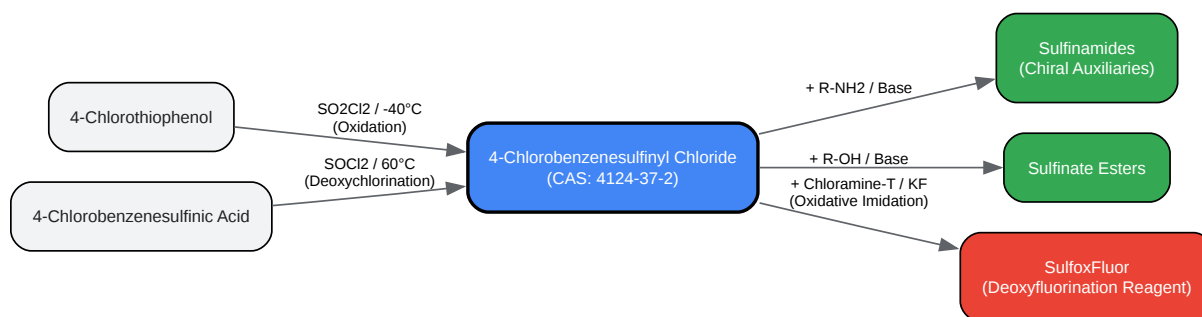 4-Chlorothiophenol
4-Chlorobenzenesulfinic Acid
SO2Cl2 / -40°C
(Oxidation)
SOCl2 / 60°C
(Deoxychlorination)
4-Chlorobenzenesulfinyl Chloride
(CAS: 4124-37-2)
+ R-NH2 / Base
+ R-OH / Base
+ Chloramine-T / KF
(Oxidative Imidation)
Sulfinamides
(Chiral Auxiliaries)
Sulfinate Esters
SulfoxFluor
(Deoxyfluorination Reagent)